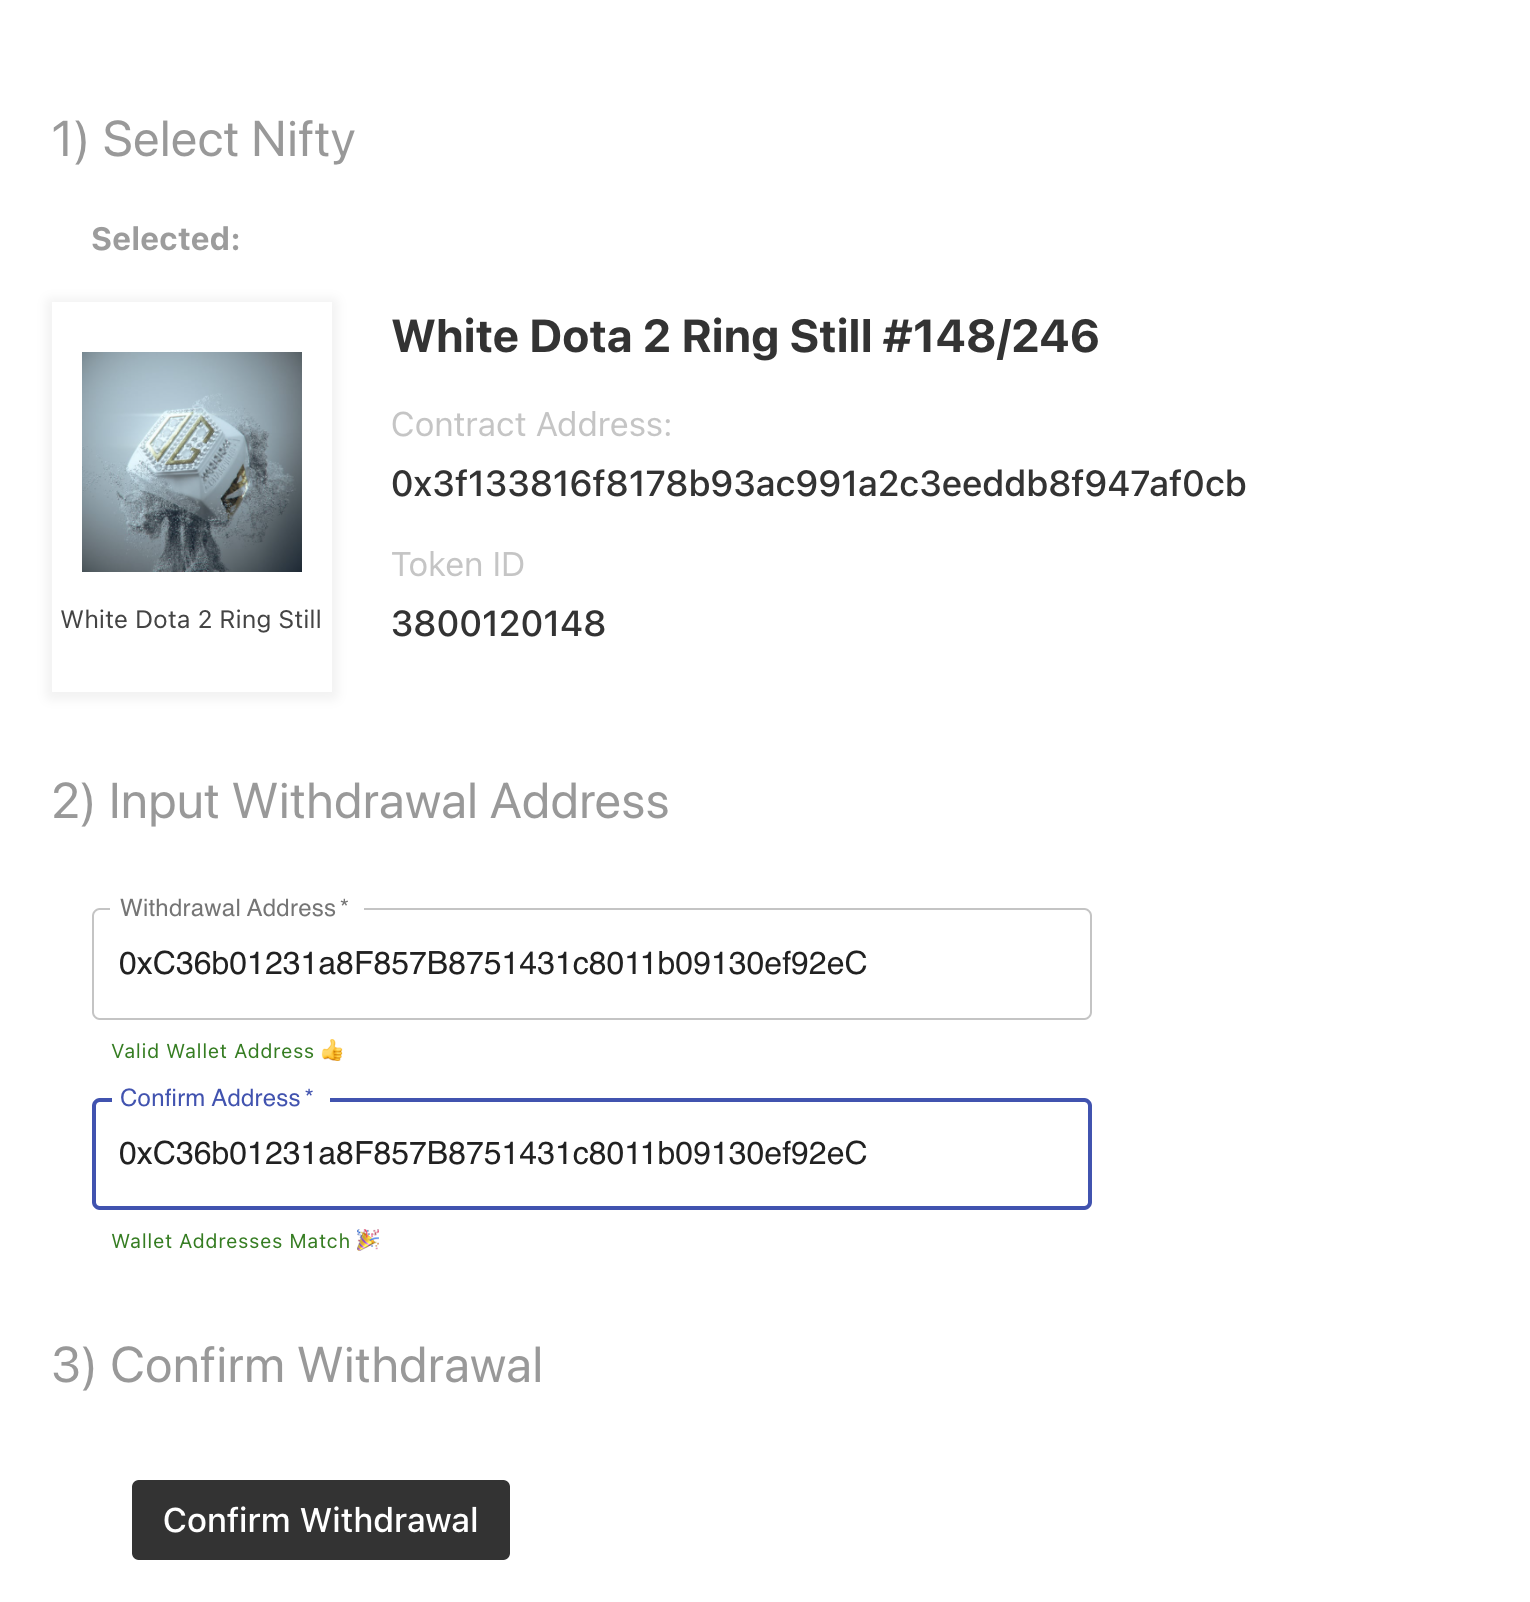 1) Select Nifty
Selected:
White Dota 2 Ring Still #148/246
Contract Address:
0x3f133816f8178b93ac991a2c3eeddb8f947af0cb
OG
Token ID
3800120148
White Dota 2 Ring Still
2) Input Withdrawal Address
Withdrawal Address *
0xC36b01231a8F857B8751431c8011b09130ef92eC
Valid Wallet Address 👍
Confirm Address *
0xC36b01231a8F857B8751431c8011b09130ef92eC
Wallet Addresses Match 🎉
3) Confirm Withdrawal
Confirm Withdrawal